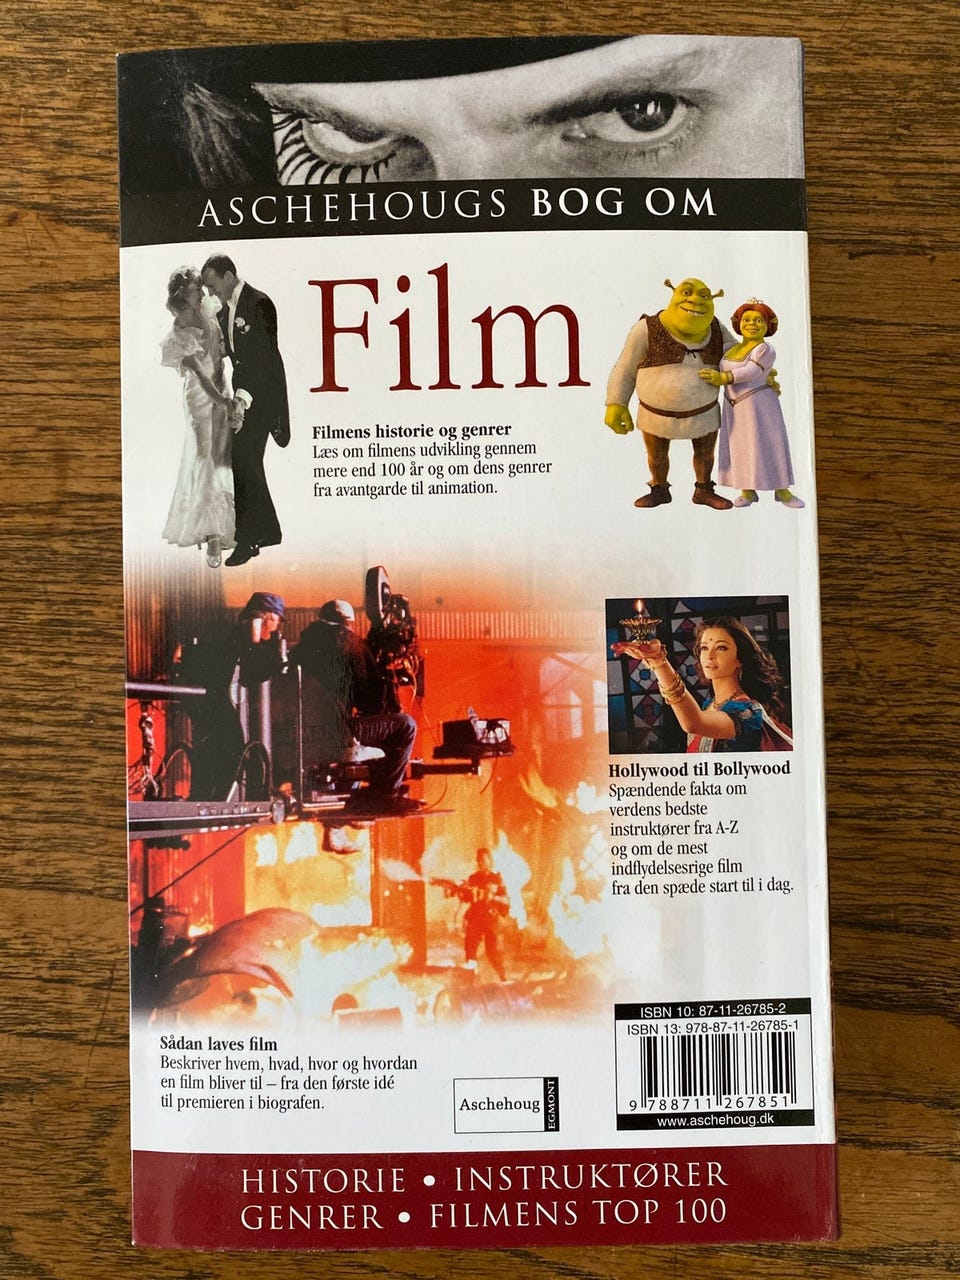 ASCHEHOUGS BOG OM
Film
Filmens historie og genrer
Læs om filmens udvikling gennem
mere end 100 år og om dens genrer
fra avantgarde til animation.
Hollywood til Bollywood
Spændende fakta om
verdens bedste
instruktører fra A-Z
og om de mest
indflydelsesrige film
fra den spæde start til i dag.
Sådan laves film
Beskriver hvem, hvad, hvor og hvordan
en film bliver til – fra den første idé
til premieren i biografen.
Aschehoug
EGMONT
ISBN 10: 87-11-26785-2
ISBN 13: 978-87-11-26785-1
9 788711 267851
www.aschehoug.dk
HISTORIE • INSTRUKTØRER
GENRER • FILMENS TOP 100